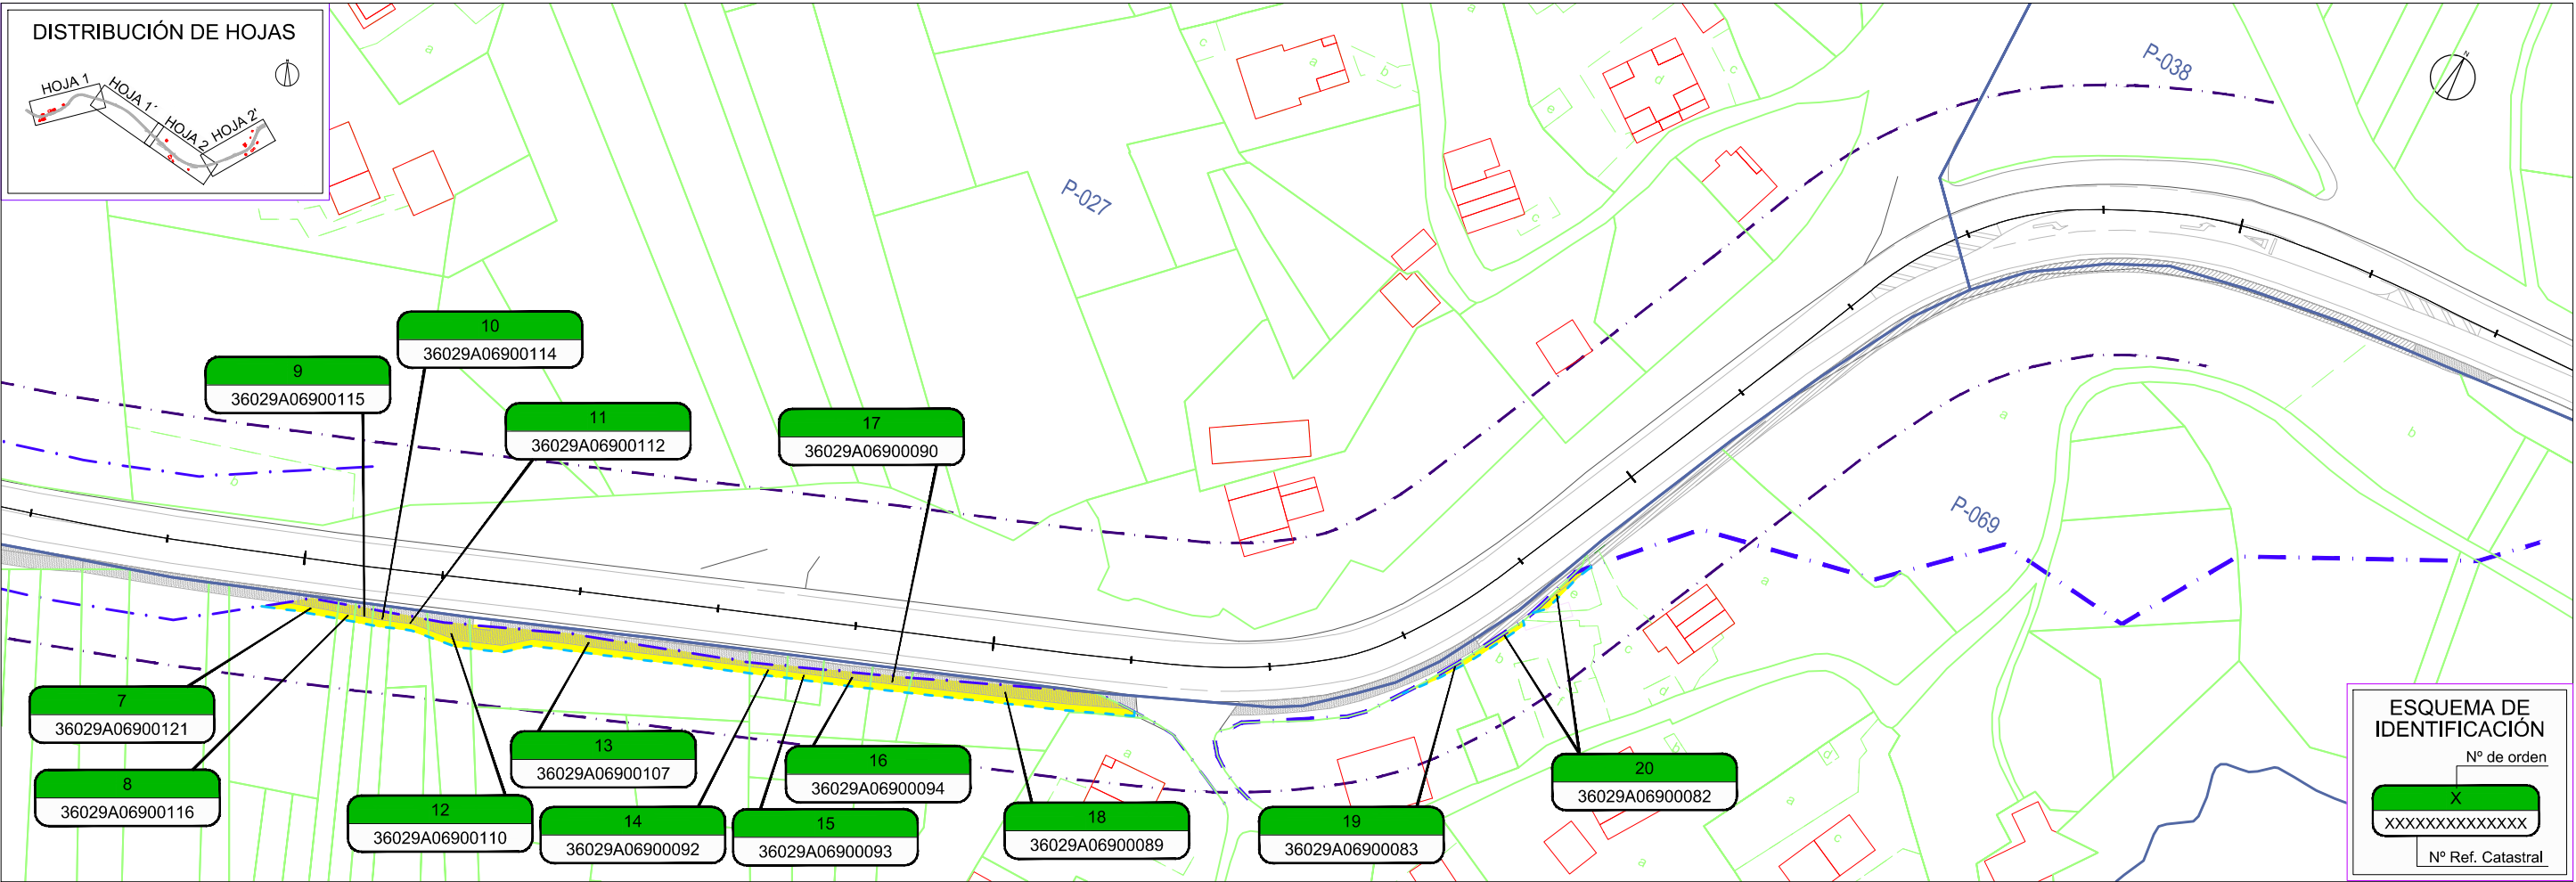 DISTRIBUCIÓN DE HOJAS
HOJA 1
HOJA 1´
HOJA 2
HOJA 2'
N
P-027
P-038
P-069
9
36029A06900115
10
36029A06900114
11
36029A06900112
17
36029A06900090
7
36029A06900121
8
36029A06900116
12
36029A06900110
13
36029A06900107
14
36029A06900092
15
36029A06900093
16
36029A06900094
18
36029A06900089
19
36029A06900083
20
36029A06900082
a
c
a
b
a
e
d
c
c
b
a
b
a
e
b
c
d
a
b
a
d
c
a
ESQUEMA DE
IDENTIFICACIÓN
Nº de orden
X
XXXXXXXXXXXXXX
Nº Ref. Catastral